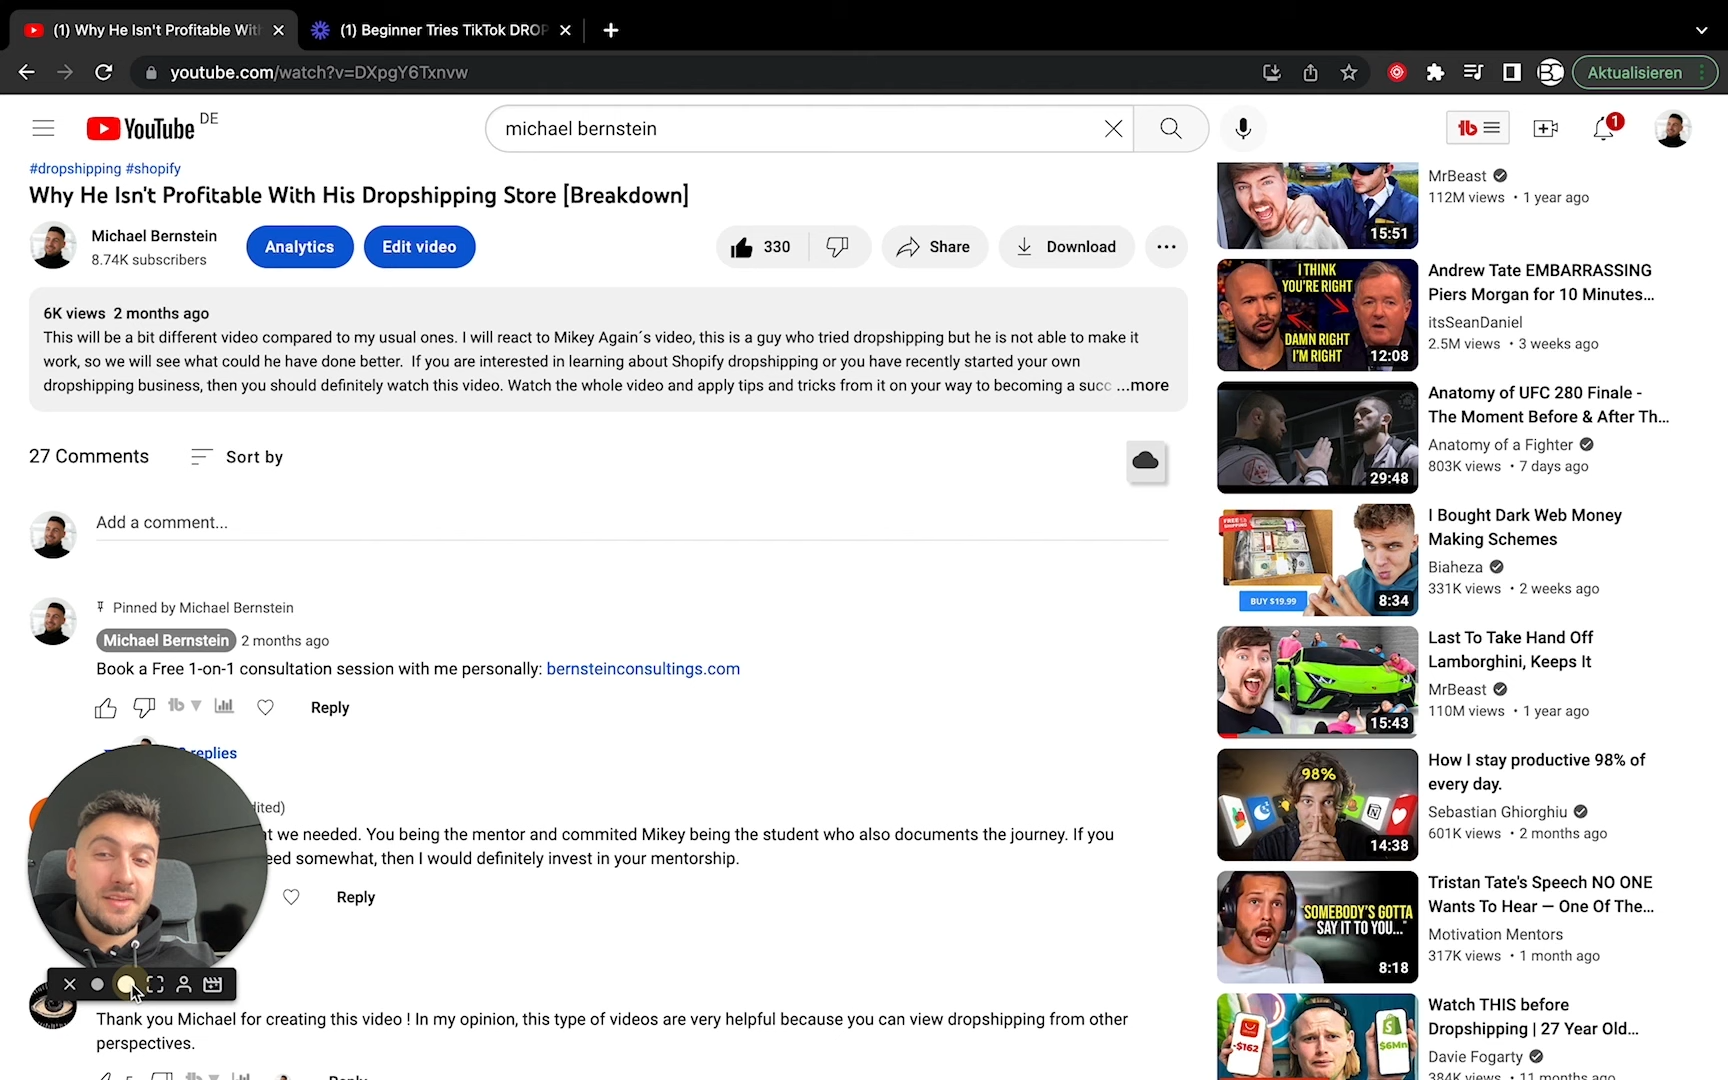 (1) Why He Isn't Profitable With
(1) Beginner Tries TikTok DROP
youtube.com/watch?v=DXpgY6Txnvw
Aktualisieren
YouTube DE
michael bernstein
1
#dropshipping #shopify
Why He Isn't Profitable With His Dropshipping Store [Breakdown]
Michael Bernstein
8.74K subscribers
Analytics
Edit video
330
Share
Download
6K views 2 months ago
This will be a bit different video compared to my usual ones. I will react to Mikey Again´s video, this is a guy who tried dropshipping but he is not able to make it
work, so we will see what could he have done better. If you are interested in learning about Shopify dropshipping or you have recently started your own
dropshipping business, then you should definitely watch this video. Watch the whole video and apply tips and tricks from it on your way to becoming a succ ...more
27 Comments
Sort by
Add a comment...
Pinned by Michael Bernstein
Michael Bernstein 2 months ago
Book a Free 1-on-1 consultation session with me personally: bernsteinconsultings.com
Reply
replies
we needed. You being the mentor and commited Mikey being the student who also documents the journey. If you
somewhat, then I would definitely invest in your mentorship.
Reply
Thank you Michael for creating this video ! In my opinion, this type of videos are very helpful because you can view dropshipping from other
perspectives.
5
Reply
15:51
MrBeast
112M views • 1 year ago
I THINK
YOU'RE RIGHT
DAMN RIGHT
I'M RIGHT
12:08
Andrew Tate EMBARRASSING
Piers Morgan for 10 Minutes...
itsSeanDaniel
2.5M views • 3 weeks ago
29:48
Anatomy of UFC 280 Finale -
The Moment Before & After Th...
Anatomy of a Fighter
803K views • 7 days ago
FREE
SHIPPING
BUY $19.99
8:34
I Bought Dark Web Money
Making Schemes
Biaheza
331K views • 2 weeks ago
15:43
Last To Take Hand Off
Lamborghini, Keeps It
MrBeast
110M views • 1 year ago
98%
14:38
How I stay productive 98% of
every day.
Sebastian Ghiorghiu
601K views • 2 months ago
"SOMEBODY'S GOTTA
SAY IT TO YOU..."
8:18
Tristan Tate's Speech NO ONE
Wants To Hear — One Of The...
Motivation Mentors
317K views • 1 month ago
-$162
$6Mn
Watch THIS before
Dropshipping | 27 Year Old...
Davie Fogarty
384K views • 11 months ago